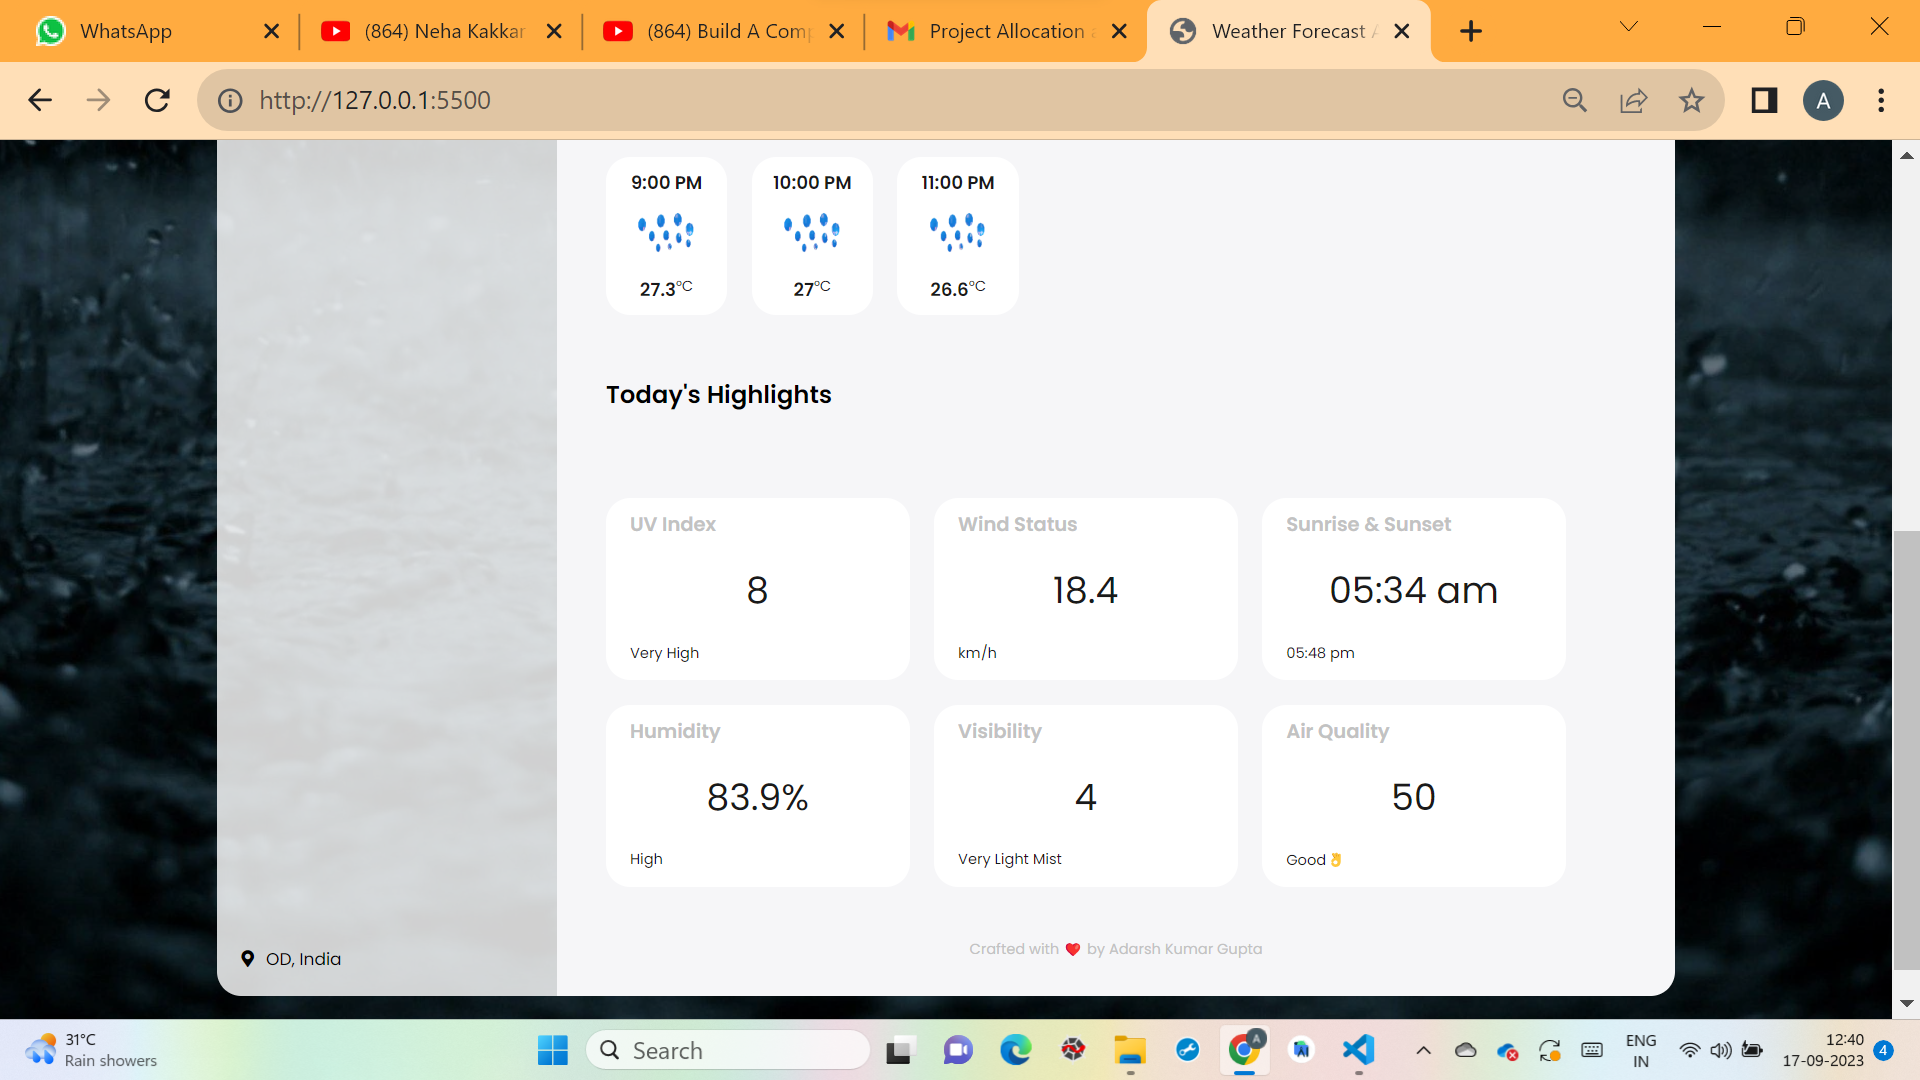 WhatsApp
(864) Neha Kakkar
(864) Build A Comp
Project Allocation
Weather Forecast
http://127.0.0.1:5500
A
9:00 PM
10:00 PM
11:00 PM
27.3°C
27°C
26.6°C
Today's Highlights
UV Index
Wind Status
Sunrise & Sunset
8
18.4
05:34 am
Very High
km/h
05:48 pm
Humidity
Visibility
Air Quality
83.9%
4
50
High
Very Light Mist
Good 👌
Crafted with ❤️ by Adarsh Kumar Gupta
OD, India
31°C
Rain showers
Search
A
ENG
IN
12:40
17-09-2023
4